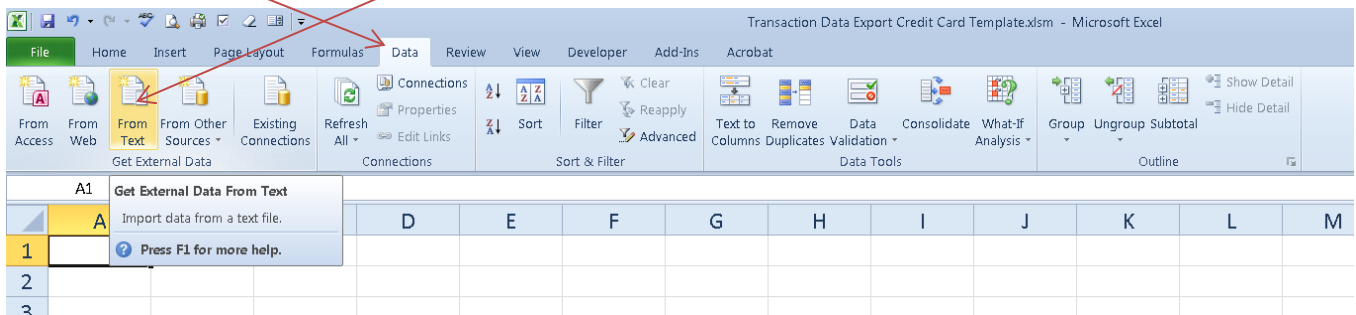 Transaction Data Export Credit Card Template.xlsm - Microsoft Excel
File Home Insert Page Layout Formulas Data Review View Developer Add-Ins Acrobat
From Access
From Web
From Text
From Other Sources
Existing Connections
Get External Data
Refresh All
Connections
Properties
Edit Links
Connections
Sort
Filter
Clear
Reapply
Advanced
Sort & Filter
Text to Columns
Remove Duplicates
Data Validation
Consolidate
What-If Analysis
Data Tools
Group
Ungroup
Subtotal
Show Detail
Hide Detail
Outline
A1
Get External Data From Text
Import data from a text file.
Press F1 for more help.
A D E F G H I J K L M
1
2
3